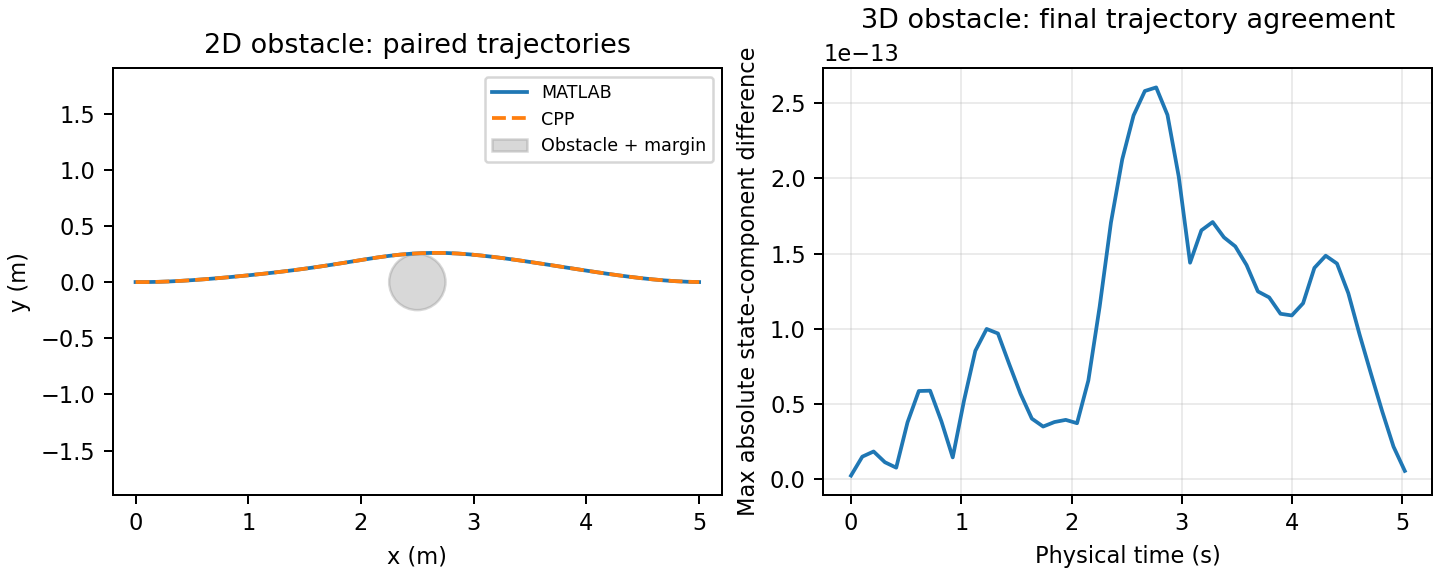 2D obstacle: paired trajectories
MATLAB
CPP
Obstacle + margin
1.5
1.0
0.5
0.0
−0.5
−1.0
−1.5
y (m)
0 1 2 3 4 5
x (m)
3D obstacle: final trajectory agreement
1e−13
2.5
2.0
1.5
1.0
0.5
0.0
Max absolute state-component difference
0 1 2 3 4 5
Physical time (s)